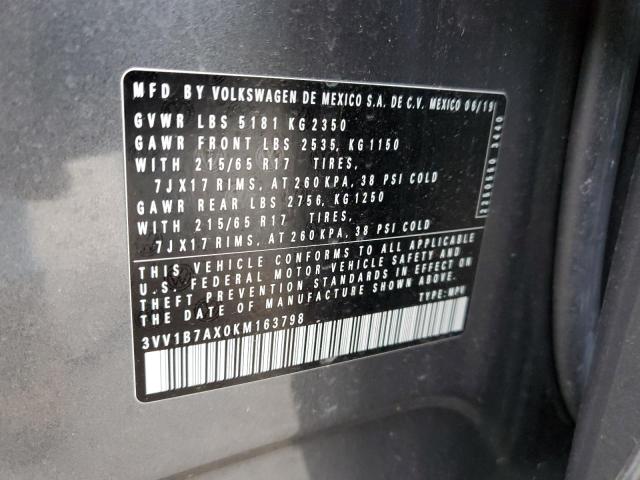 MFD BY VOLKSWAGEN DE MEXICO S.A. DE C.V. MEXICO 06/19
GVWR LBS 5181 KG 2350
GAWR FRONT LBS 2535, KG 1150
WITH 215/65 R17 TIRES,
7JX17 RIMS, AT 260 KPA, 38 PSI COLD
GAWR REAR LBS 2756, KG 1250
WITH 215/65 R17 TIRES,
7JX17 RIMS, AT 260 KPA, 38 PSI COLD
THIS VEHICLE CONFORMS TO ALL APPLICABLE
U.S. FEDERAL MOTOR VEHICLE SAFETY AND
THEFT PREVENTION STANDARDS IN EFFECT ON
THE DATE OF MANUFACTURE SHOWN ABOVE.
3VV1B7AX0KM163798
TYPE: MPV